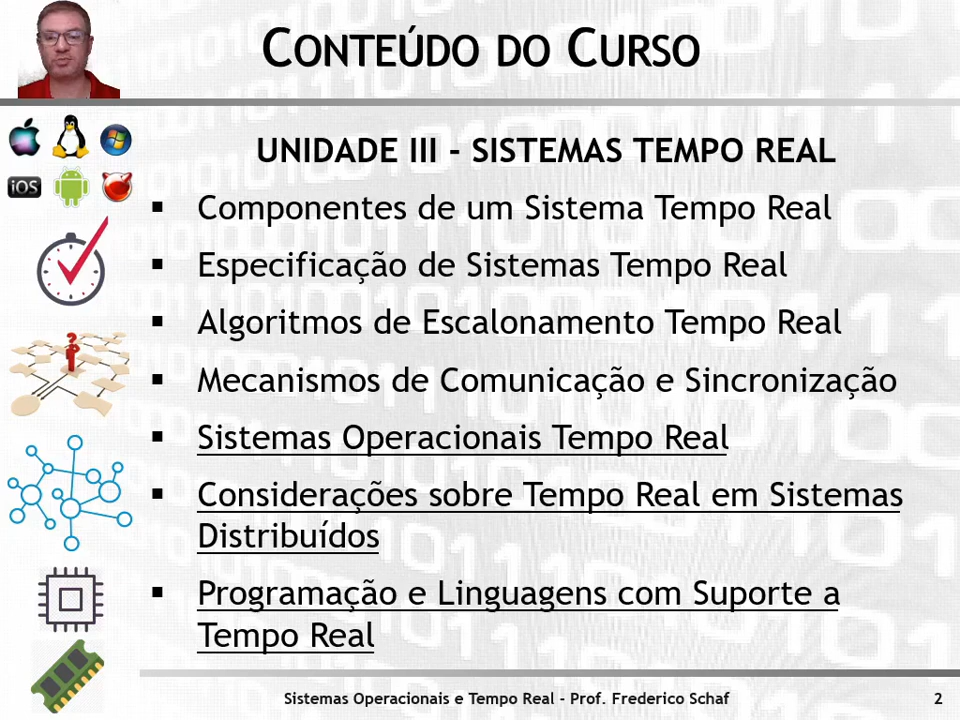 CONTEÚDO DO CURSO
iOS
UNIDADE III - SISTEMAS TEMPO REAL
▪ Componentes de um Sistema Tempo Real
▪ Especificação de Sistemas Tempo Real
▪ Algoritmos de Escalonamento Tempo Real
▪ Mecanismos de Comunicação e Sincronização
▪ Sistemas Operacionais Tempo Real
▪ Considerações sobre Tempo Real em Sistemas
Distribuídos
▪ Programação e Linguagens com Suporte a
Tempo Real
Sistemas Operacionais e Tempo Real - Prof. Frederico Schaf 2